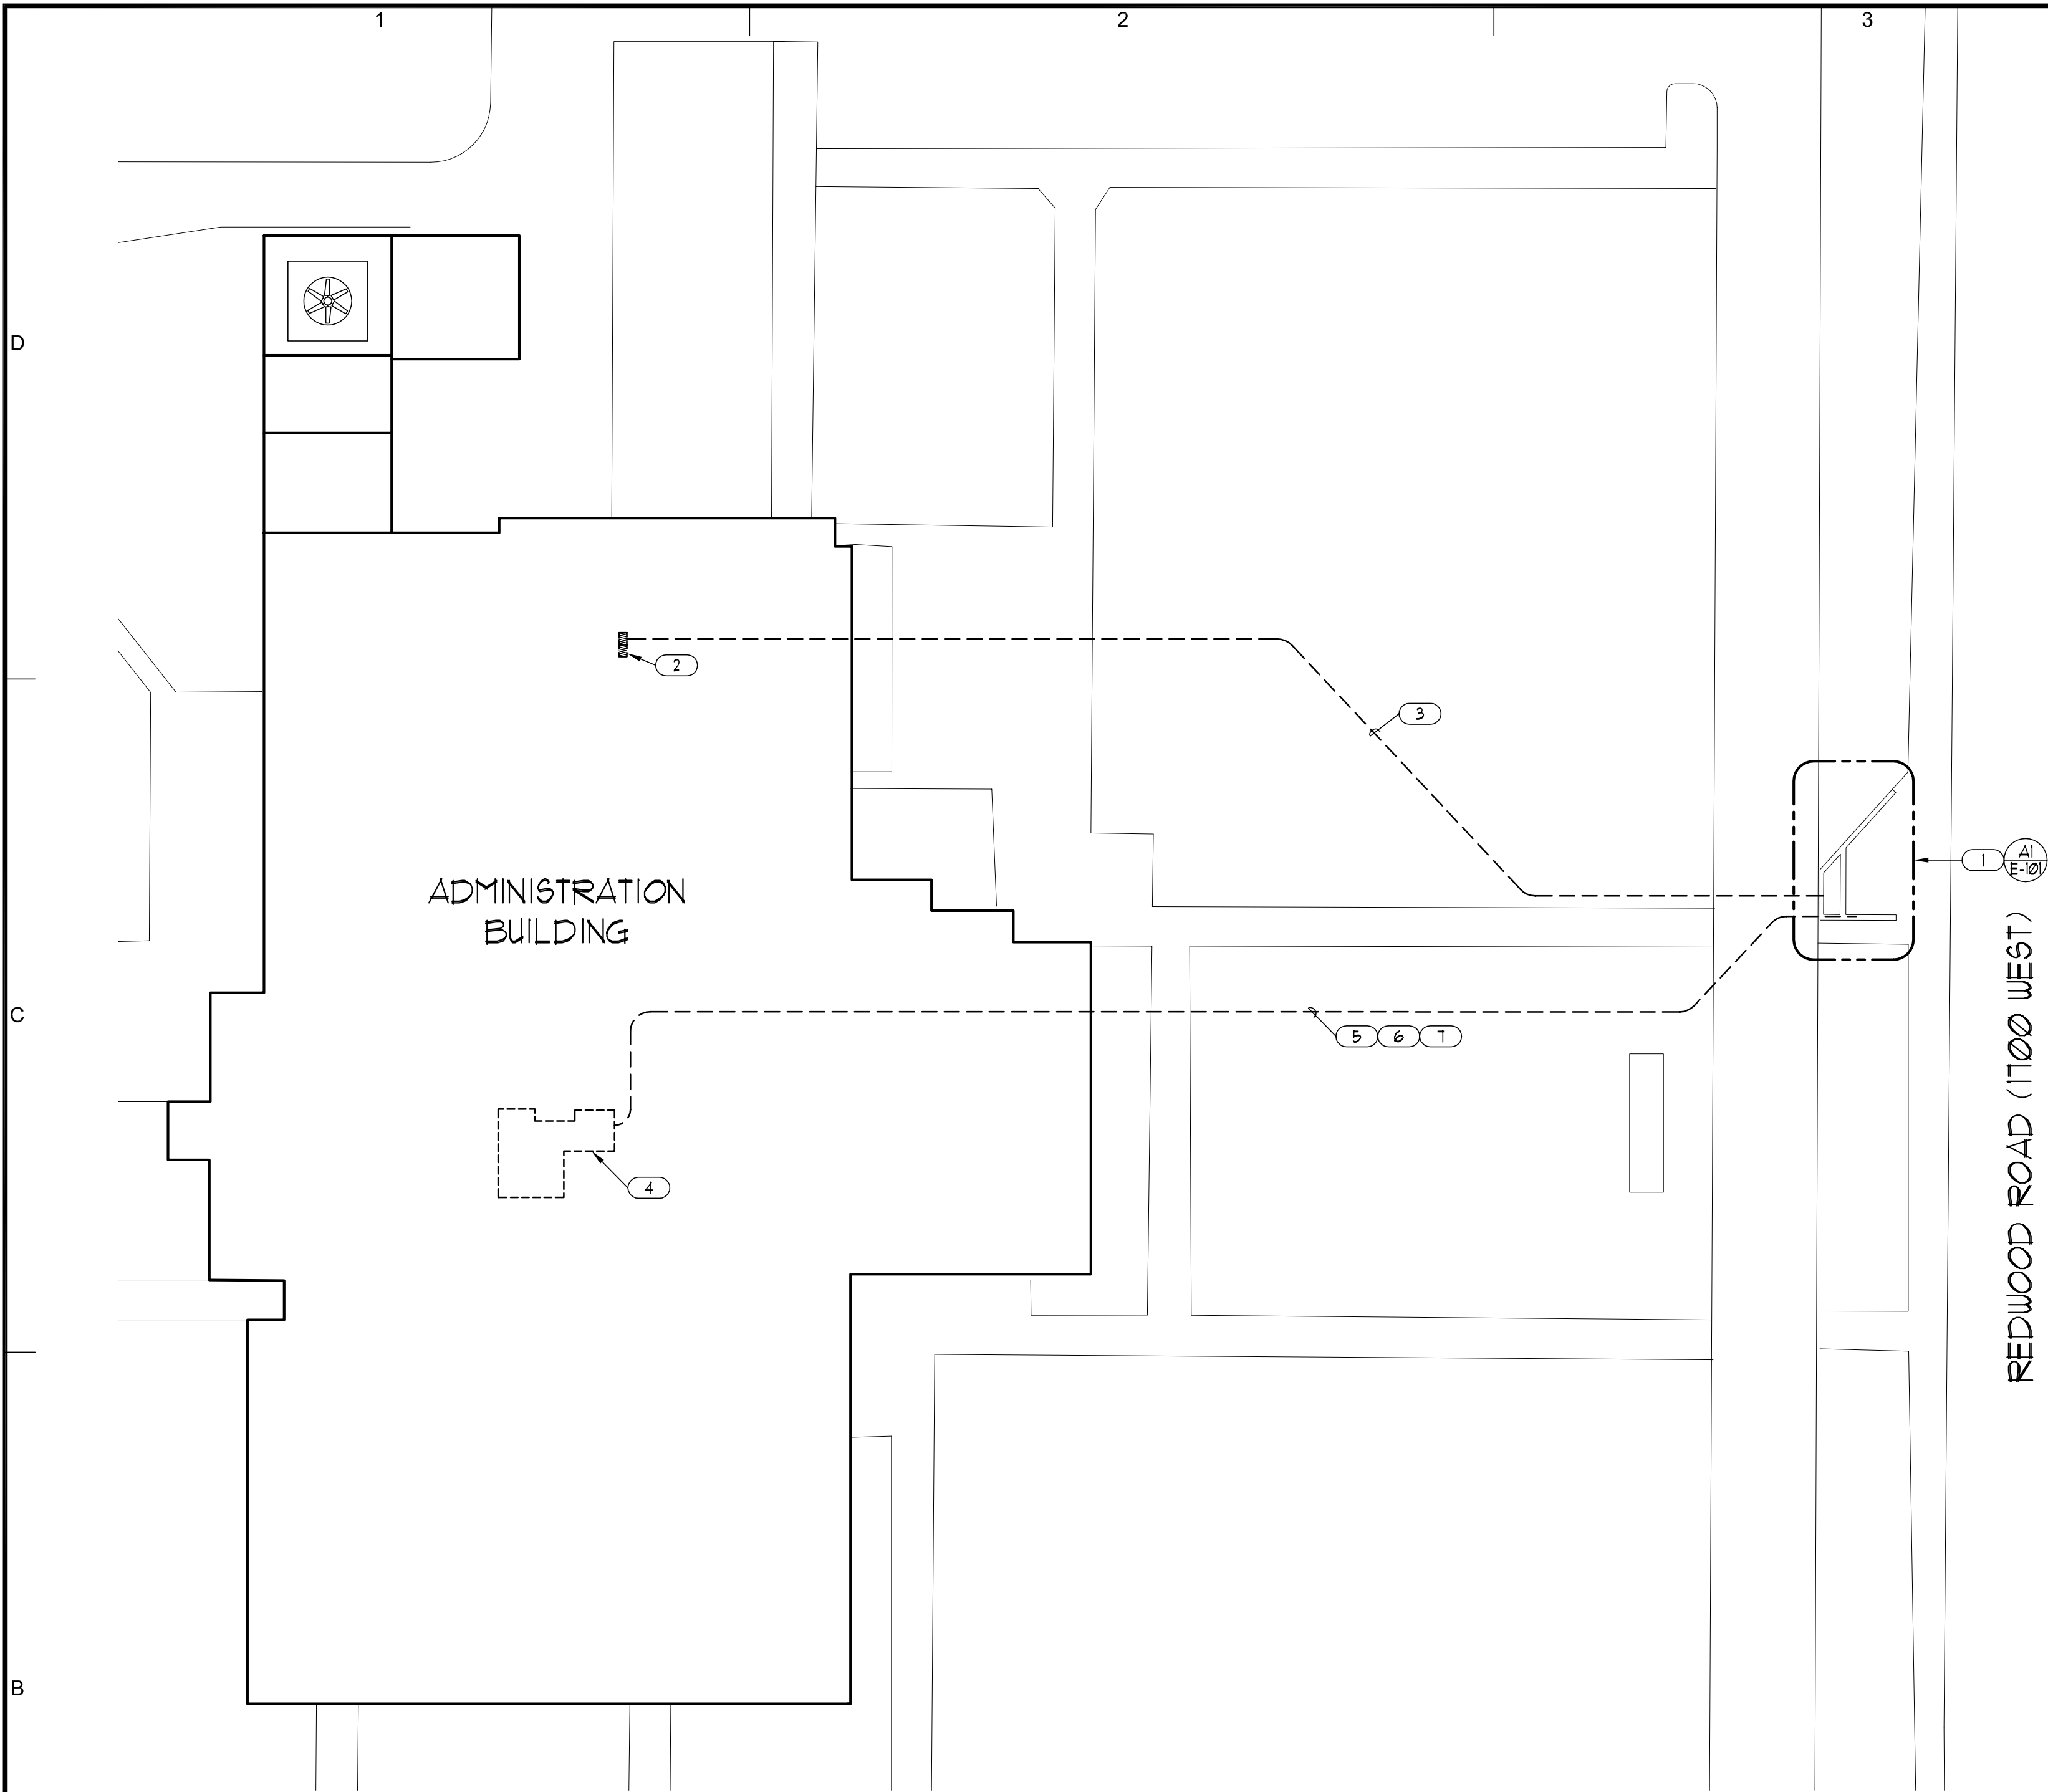 1 2 3
D
2
3
1 A1
E-101
ADMINISTRATION
BUILDING
C
5 6 7
4
REDWOOD ROAD (1700 WEST)
B